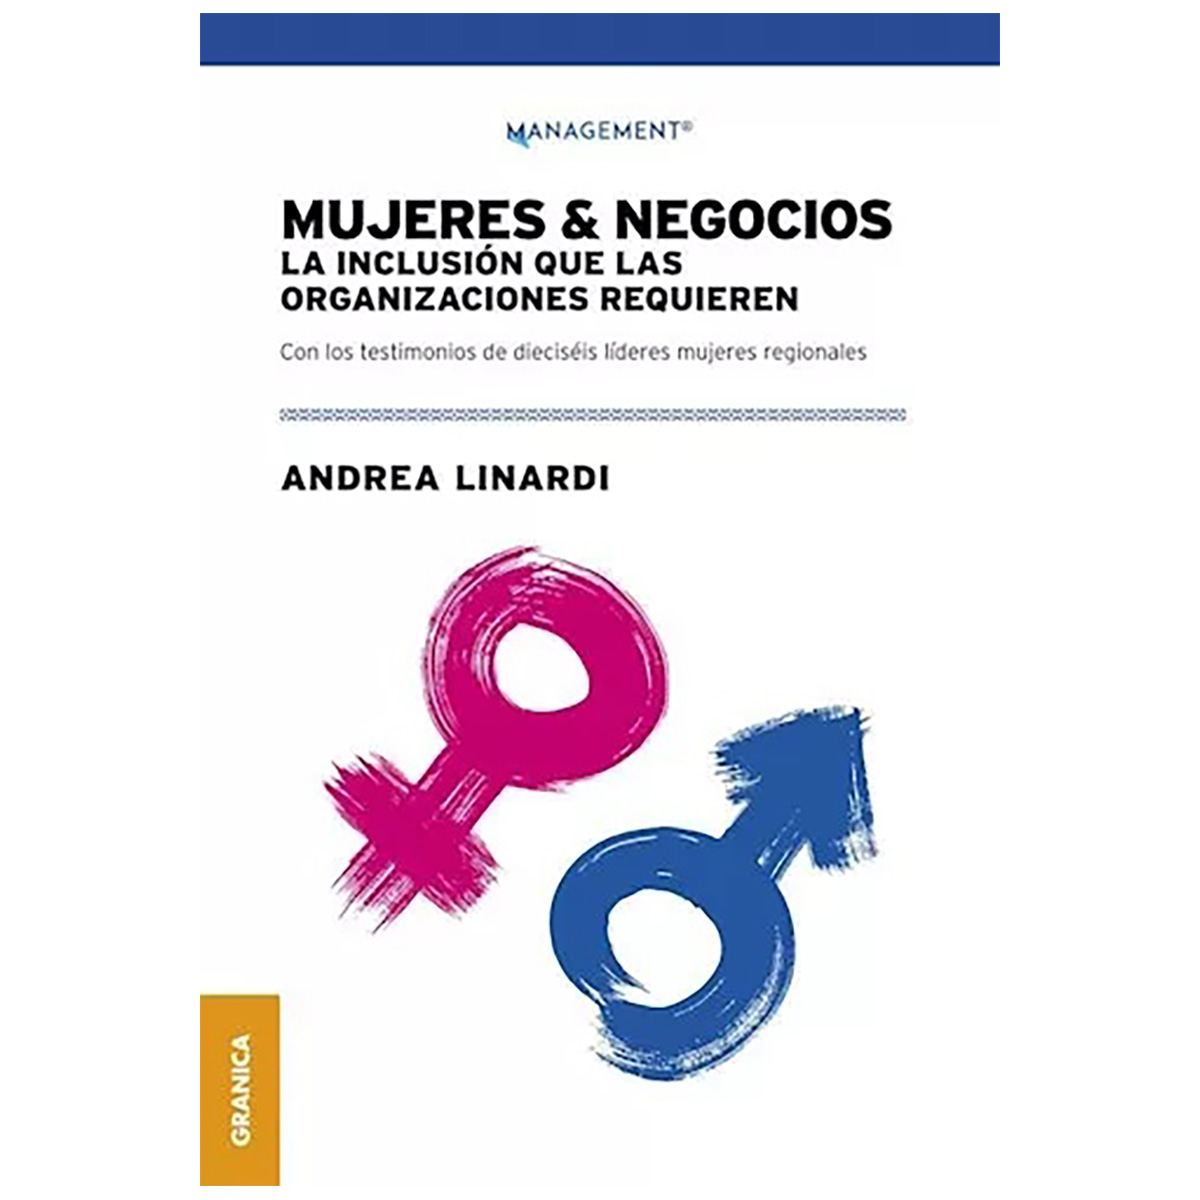 MANAGEMENT®
MUJERES & NEGOCIOS
LA INCLUSIÓN QUE LAS
ORGANIZACIONES REQUIEREN
Con los testimonios de dieciséis líderes mujeres regionales
ANDREA LINARDI
GRANICA